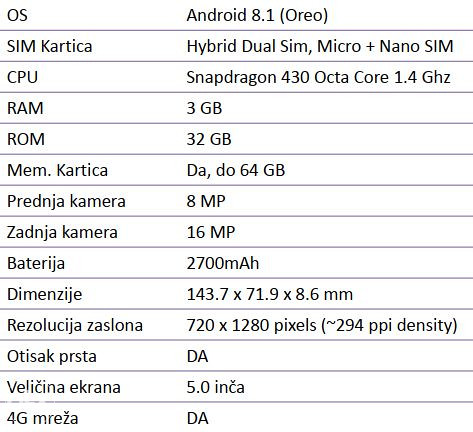 OS Android 8.1 (Oreo)
SIM Kartica Hybrid Dual Sim, Micro + Nano SIM
CPU Snapdragon 430 Octa Core 1.4 Ghz
RAM 3 GB
ROM 32 GB
Mem. Kartica Da, do 64 GB
Prednja kamera 8 MP
Zadnja kamera 16 MP
Baterija 2700mAh
Dimenzije 143.7 x 71.9 x 8.6 mm
Rezolucija zaslona 720 x 1280 pixels (~294 ppi density)
Otisak prsta DA
Veličina ekrana 5.0 inča
4G mreža DA